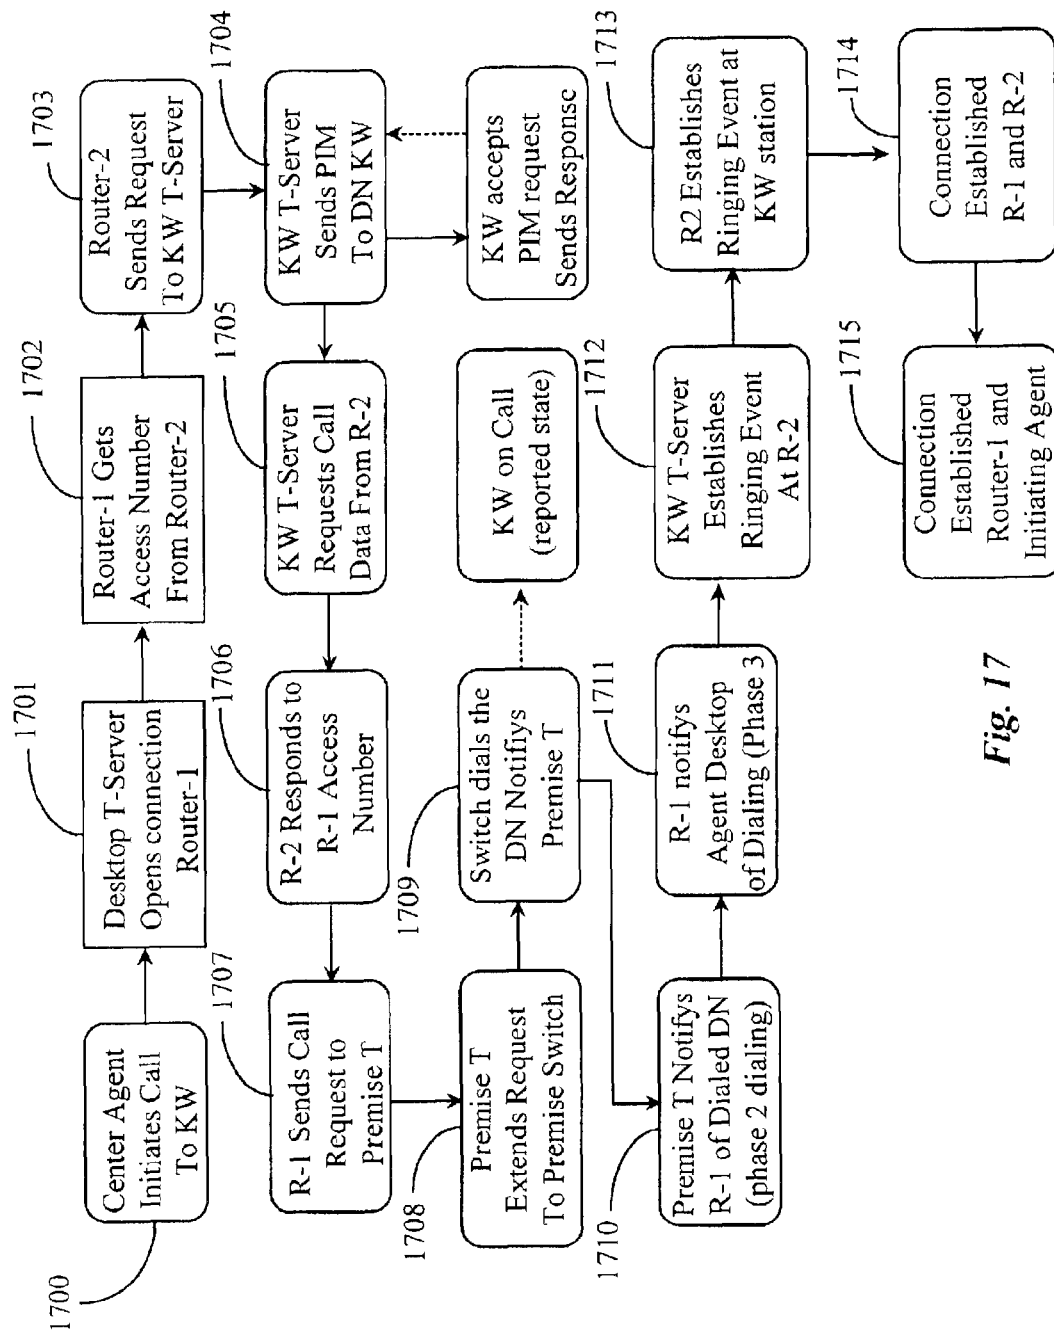 1700
Center Agent
Initiates Call
To KW
1701
Desktop T-Server
Opens connection
Router-1
1702
Router-1 Gets
Access Number
From Router-2
1703
Router-2
Sends Request
To KW T-Server
1704
KW T-Server
Sends PIM
To DN KW
KW accepts
PIM request
Sends Response
1705
KW T-Server
Requests Call
Data From R-2
1706
R-2 Responds to
R-1 Access
Number
1707
R-1 Sends Call
Request to
Premise T
1708
Premise T
Extends Request
To Premise Switch
1709
Switch dials the
DN Notifiys
Premise T
KW on Call
(reported state)
1710
Premise T Notifys
R-1 of Dialed DN
(phase 2 dialing)
1711
R-1 notifys
Agent Desktop
of Dialing (Phase 3
1712
KW T-Server
Establishes
Ringing Event
At R-2
1713
R2 Establishes
Ringing Event at
KW station
1714
Connection
Established
R-1 and R-2
1715
Connection
Established
Router-1 and
Initiating Agent
Fig. 17